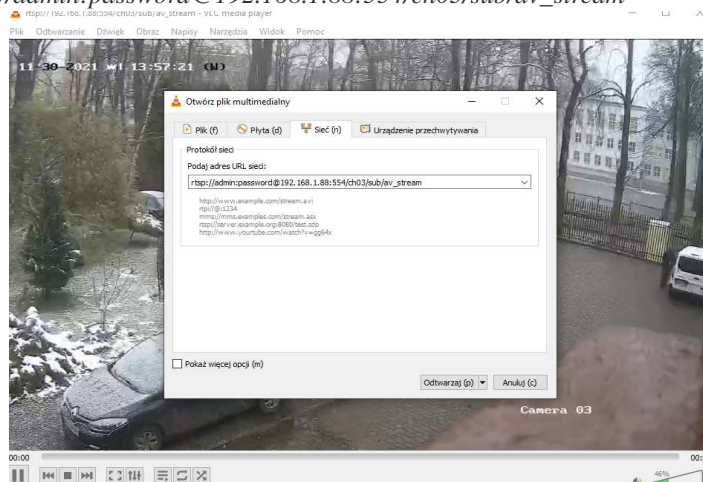 admin:password@192.168.1.88:554/ch03/sub/av_stream
rtsp://192.168.1.88:554/ch03/sub/av_stream - VLC media player
Plik Odtwarzanie Dźwięk Obraz Napisy Narzędzia Widok Pomoc
11-30-2021 wt 13:57:21 (W)
Otwórz plik multimedialny
Plik (f) Płyta (d) Sieć (n) Urządzenie przechwytywania
Protokół sieci
Podaj adres URL sieci:
rtsp://admin:password@192.168.1.88:554/ch03/sub/av_stream
http://www.example.com/stream.avi
rtp://@:1234
mms://mms.examples.com/stream.asx
rtsp://server.example.org:8080/test.sdp
http://www.yourtube.com/watch?v=gg64x
Pokaż więcej opcji (m)
Odtwarzaj (p) Anuluj (c)
Camera 03
00:00 00:
46%